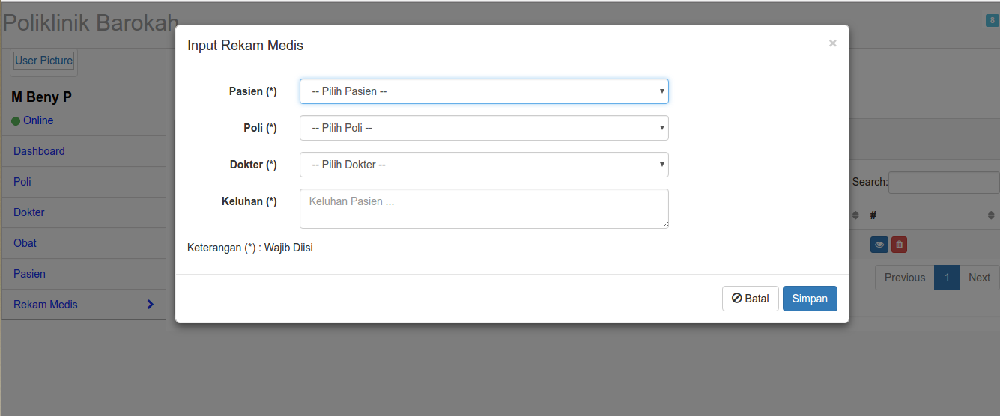 Poliklinik Barokah
8
User Picture
M Beny P
Online
Dashboard
Poli
Dokter
Obat
Pasien
Rekam Medis
Input Rekam Medis
×
Pasien (*)
-- Pilih Pasien --
Poli (*)
-- Pilih Poli --
Dokter (*)
-- Pilih Dokter --
Keluhan (*)
Keluhan Pasien ...
Keterangan (*) : Wajib Diisi
Batal
Simpan
Search:
#
Previous
1
Next